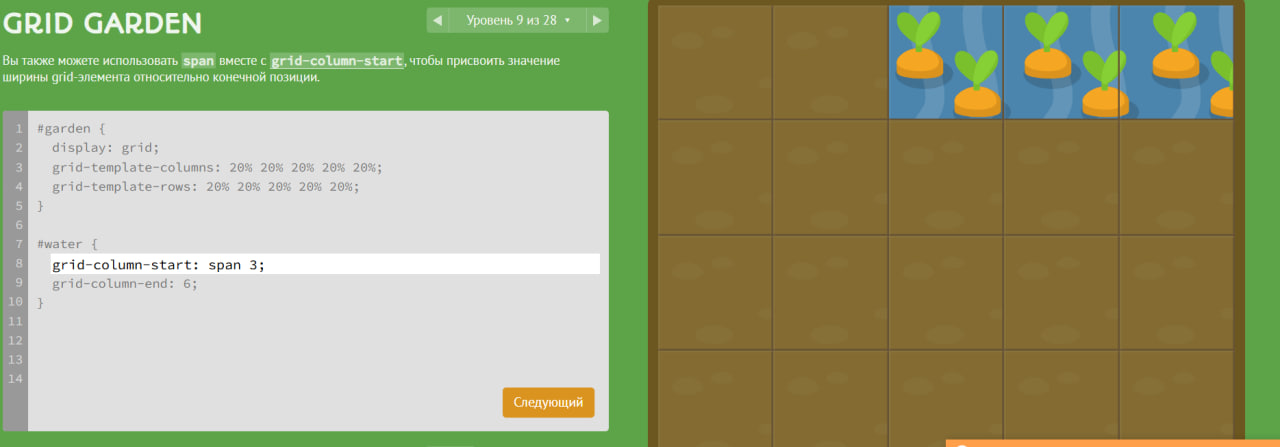 GRID GARDEN
Уровень 9 из 28
Вы также можете использовать span вместе с grid-column-start, чтобы присвоить значение
ширины grid-элемента относительно конечной позиции.
1 #garden {
2 display: grid;
3 grid-template-columns: 20% 20% 20% 20% 20%;
4 grid-template-rows: 20% 20% 20% 20% 20%;
5 }
6
7 #water {
8 grid-column-start: span 3;
9 grid-column-end: 6;
10 }
11
12
13
14
Следующий